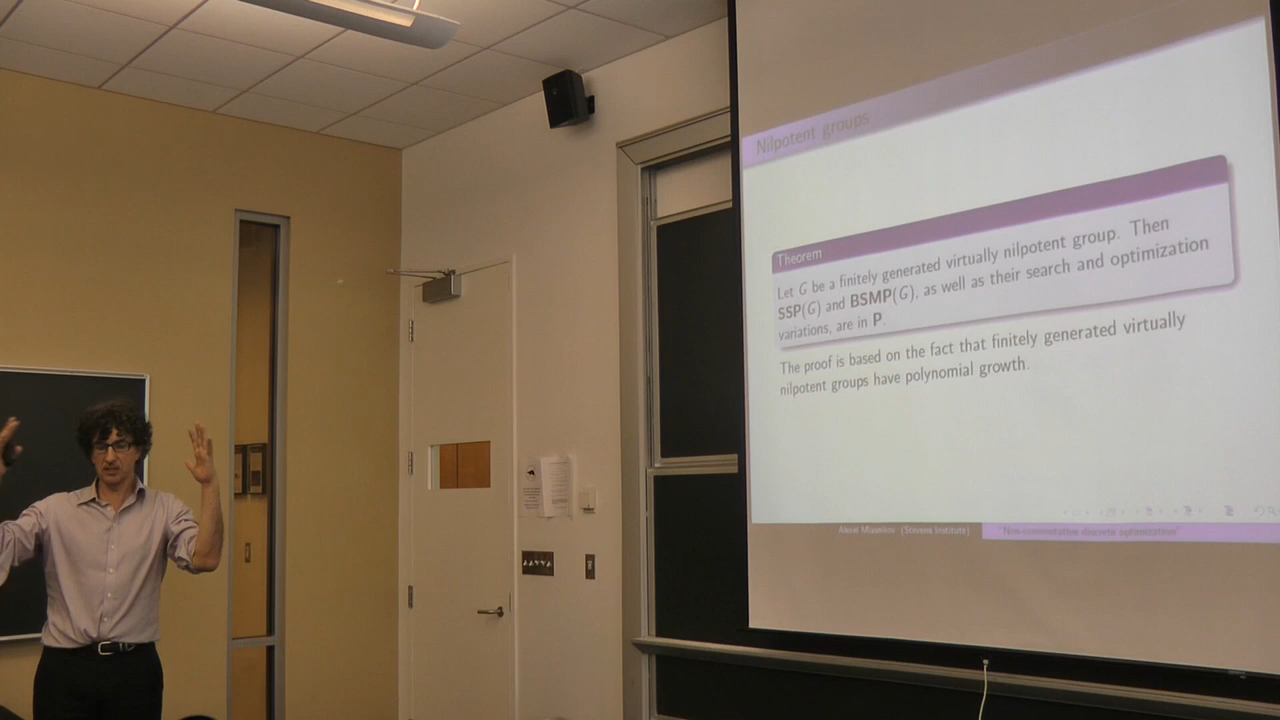 Nilpotent groups
Theorem
Let G be a finitely generated virtually nilpotent group. Then
SSP(G) and BSMP(G), as well as their search and optimization
variations, are in P.
The proof is based on the fact that finitely generated virtually
nilpotent groups have polynomial growth.
Alexei Miasnikov (Stevens Institute)
"Non-commutative discrete optimization"